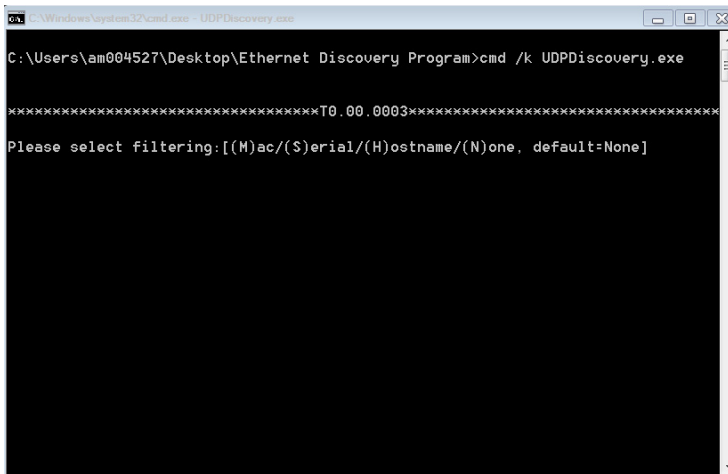 C:\Windows\system32\cmd.exe - UDPDiscovery.exe
C:\Users\am004527\Desktop\Ethernet Discovery Program>cmd /k UDPDiscovery.exe
***********************************T0.00.0003***********************************
Please select filtering:[(M)ac/(S)erial/(H)ostname/(N)one, default=None]